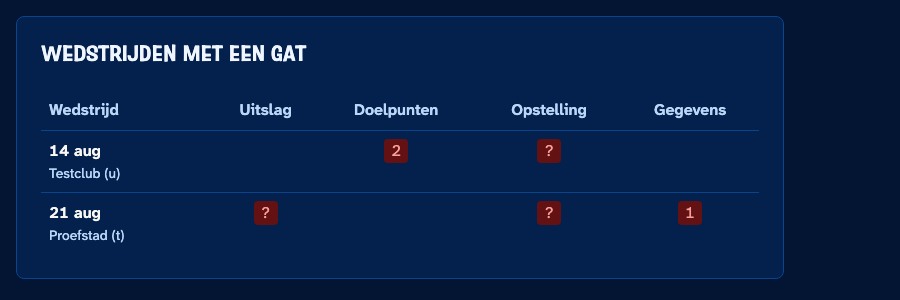 WEDSTRIJDEN MET EEN GAT
Wedstrijd Uitslag Doelpunten Opstelling Gegevens
14 aug 2 ?
Testclub (u)
21 aug ? ? 1
Proefstad (t)